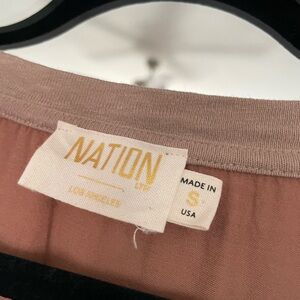 NATION
LTD
LOS ANGELES
MADE IN
S
USA